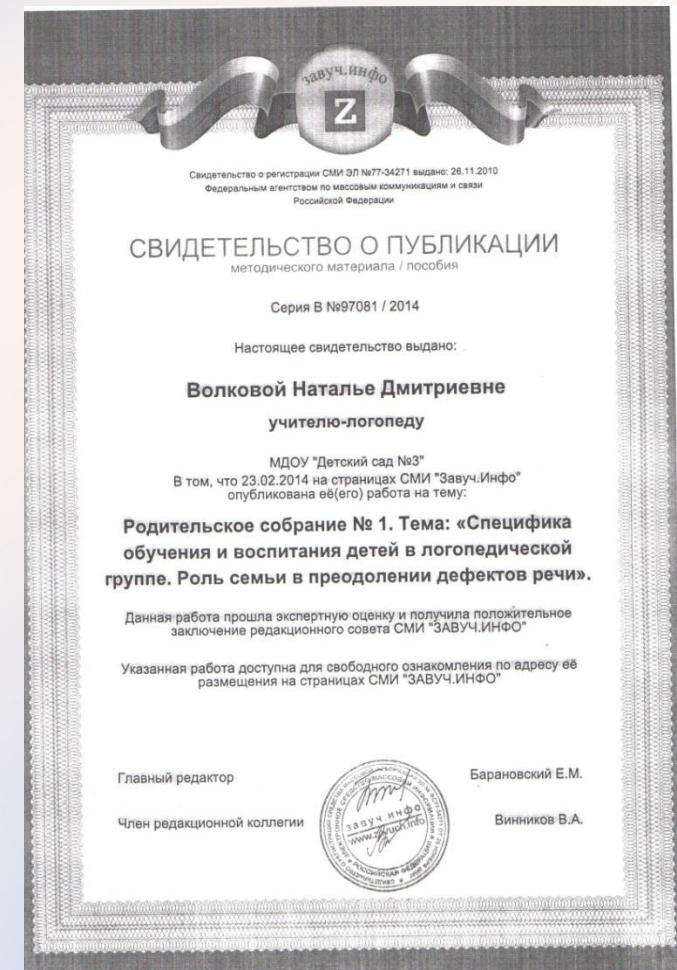 завуч.инфо
Z
Свидетельство о регистрации СМИ ЭЛ №77-34271 выдано: 26.11.2010
Федеральным агентством по массовым коммуникациям и связи
Российской Федерации
СВИДЕТЕЛЬСТВО О ПУБЛИКАЦИИ
методического материала / пособия
Серия В №97081 / 2014
Настоящее свидетельство выдано:
Волковой Наталье Дмитриевне
учителю-логопеду
МДОУ "Детский сад №3"
В том, что 23.02.2014 на страницах СМИ "Завуч.Инфо"
опубликована её(его) работа на тему:
Родительское собрание № 1. Тема: «Специфика
обучения и воспитания детей в логопедической
группе. Роль семьи в преодолении дефектов речи».
Данная работа прошла экспертную оценку и получила положительное
заключение редакционного совета СМИ "ЗАВУЧ.ИНФО"
Указанная работа доступна для свободного ознакомления по адресу её
размещения на страницах СМИ "ЗАВУЧ.ИНФО"
Главный редактор
Барановский Е.М.
Член редакционной коллегии
Винников В.А.
завуч.инфо
www.zavuch.info
РОССИЙСКАЯ ФЕДЕРАЦИЯ